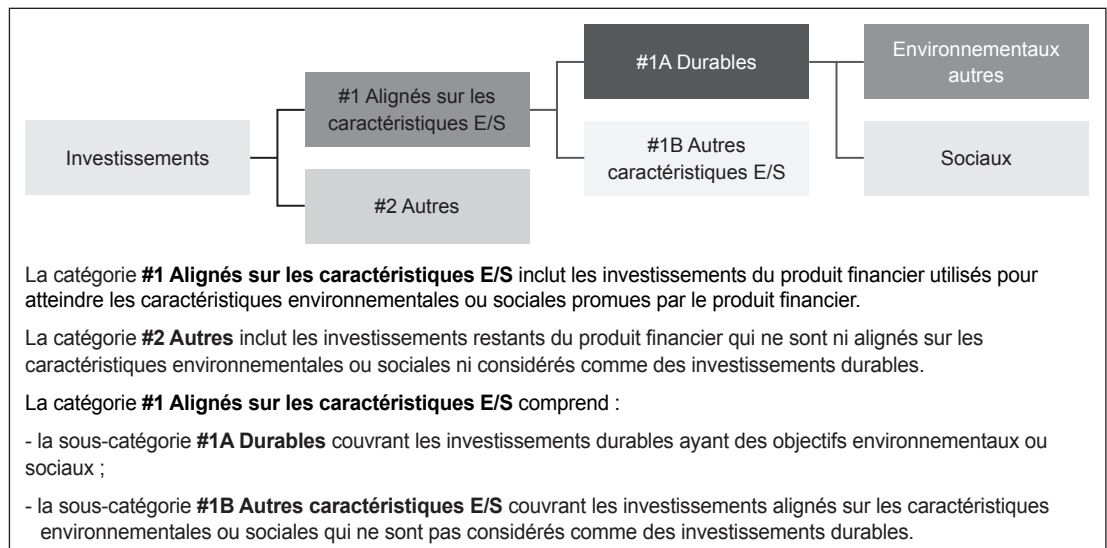 #1A Durables
Environnementaux
autres
#1 Alignés sur les
caractéristiques E/S
Investissements
#1B Autres
caractéristiques E/S
Sociaux
#2 Autres
La catégorie #1 Alignés sur les caractéristiques E/S inclut les investissements du produit financier utilisés pour
atteindre les caractéristiques environnementales ou sociales promues par le produit financier.
La catégorie #2 Autres inclut les investissements restants du produit financier qui ne sont ni alignés sur les
caractéristiques environnementales ou sociales ni considérés comme des investissements durables.
La catégorie #1 Alignés sur les caractéristiques E/S comprend :
- la sous-catégorie #1A Durables couvrant les investissements durables ayant des objectifs environnementaux ou
sociaux ;
- la sous-catégorie #1B Autres caractéristiques E/S couvrant les investissements alignés sur les caractéristiques
environnementales ou sociales qui ne sont pas considérés comme des investissements durables.